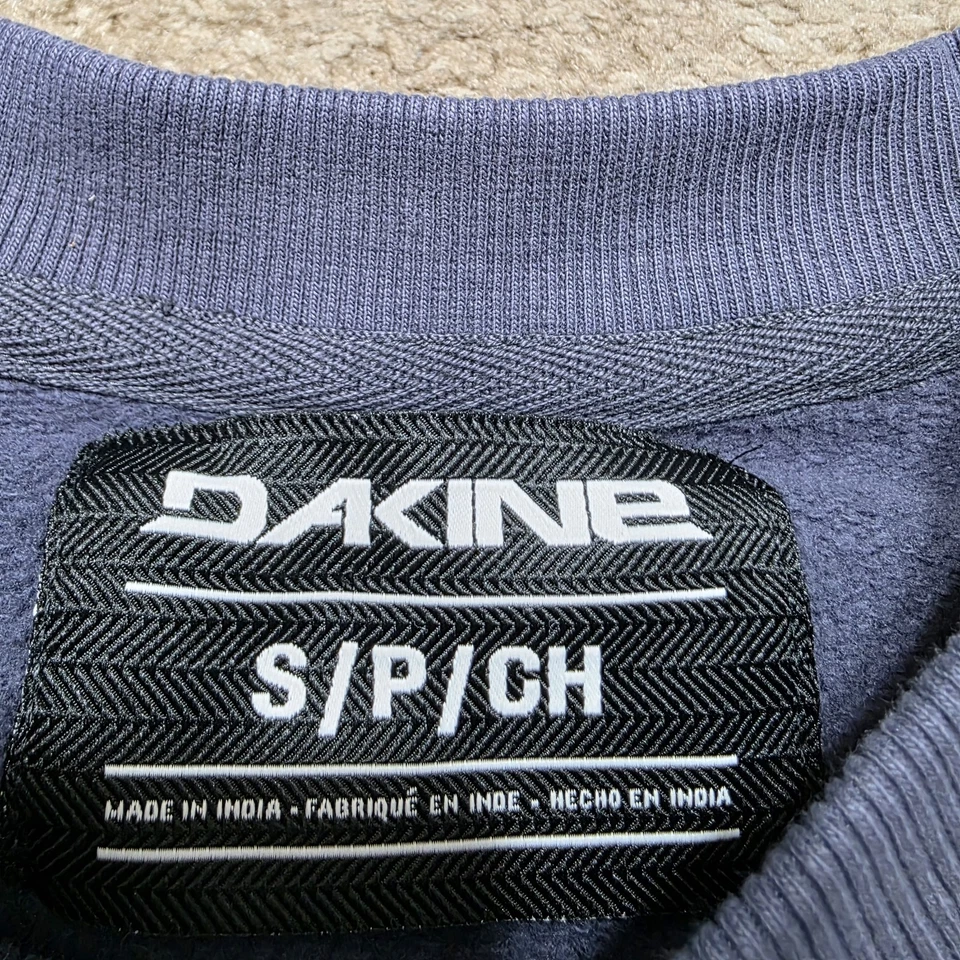 DAKINE
S/P/CH
MADE IN INDIA - FABRIQUÉ EN INDE - HECHO EN INDIA